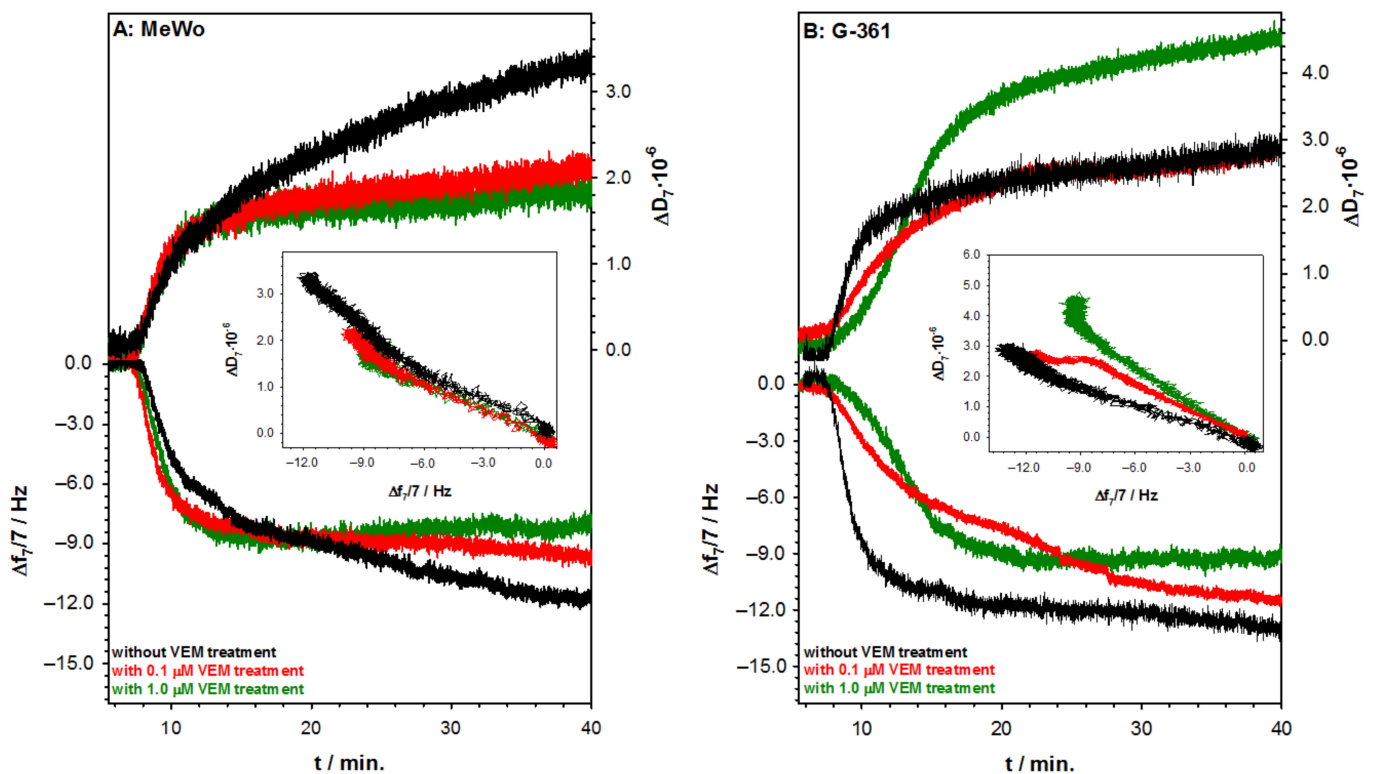 A: MeWo
3.0
2.0
1.0
0.0
ΔD7·10-6
0.0
–3.0
–6.0
–9.0
–12.0
–15.0
Δf7/7 / Hz
3.0
2.0
1.0
0.0
ΔD7·10-6
–12.0 –9.0 –6.0 –3.0 0.0
Δf7/7 / Hz
without VEM treatment
with 0.1 μM VEM treatment
with 1.0 μM VEM treatment
10 20 30 40
t / min.
B: G-361
4.0
3.0
2.0
1.0
0.0
ΔD7·10-6
0.0
–3.0
–6.0
–9.0
–12.0
–15.0
Δf7/7 / Hz
6.0
5.0
4.0
3.0
2.0
1.0
0.0
ΔD7·10-6
–12.0 –9.0 –6.0 –3.0 0.0
Δf7/7 / Hz
without VEM treatment
with 0.1 μM VEM treatment
with 1.0 μM VEM treatment
10 20 30 40
t / min.